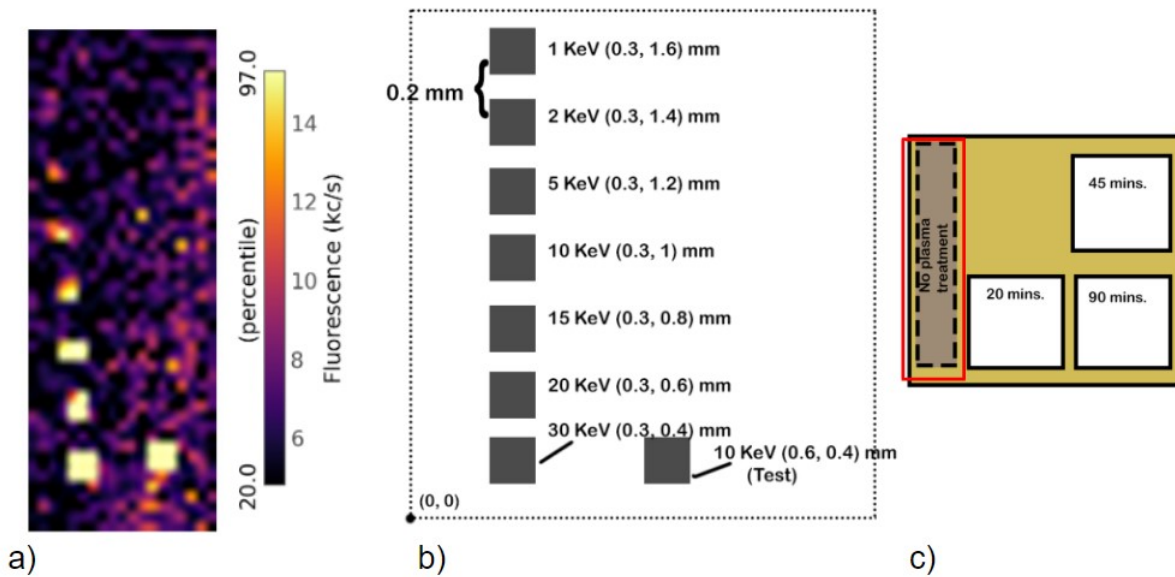 97.0
14
12
10
8
6
20.0
(percentile)
Fluorescence (kc/s)
a)
0.2 mm
{
1 KeV (0.3, 1.6) mm
2 KeV (0.3, 1.4) mm
5 KeV (0.3, 1.2) mm
10 KeV (0.3, 1) mm
15 KeV (0.3, 0.8) mm
20 KeV (0.3, 0.6) mm
30 KeV (0.3, 0.4) mm
10 KeV (0.6, 0.4) mm
(Test)
(0, 0)
b)
No plasma
treatment
45 mins.
20 mins.
90 mins.
c)